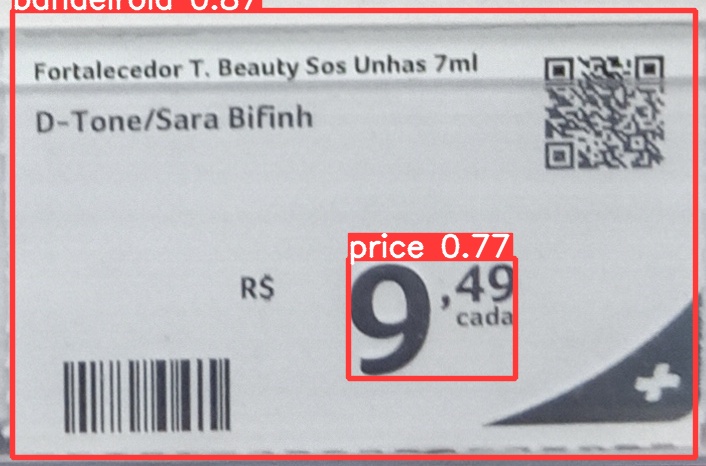 bandeirola 0.87
Fortalecedor T. Beauty Sos Unhas 7ml
D-Tone/Sara Bifinh
price 0.77
R$ 9,49
cada